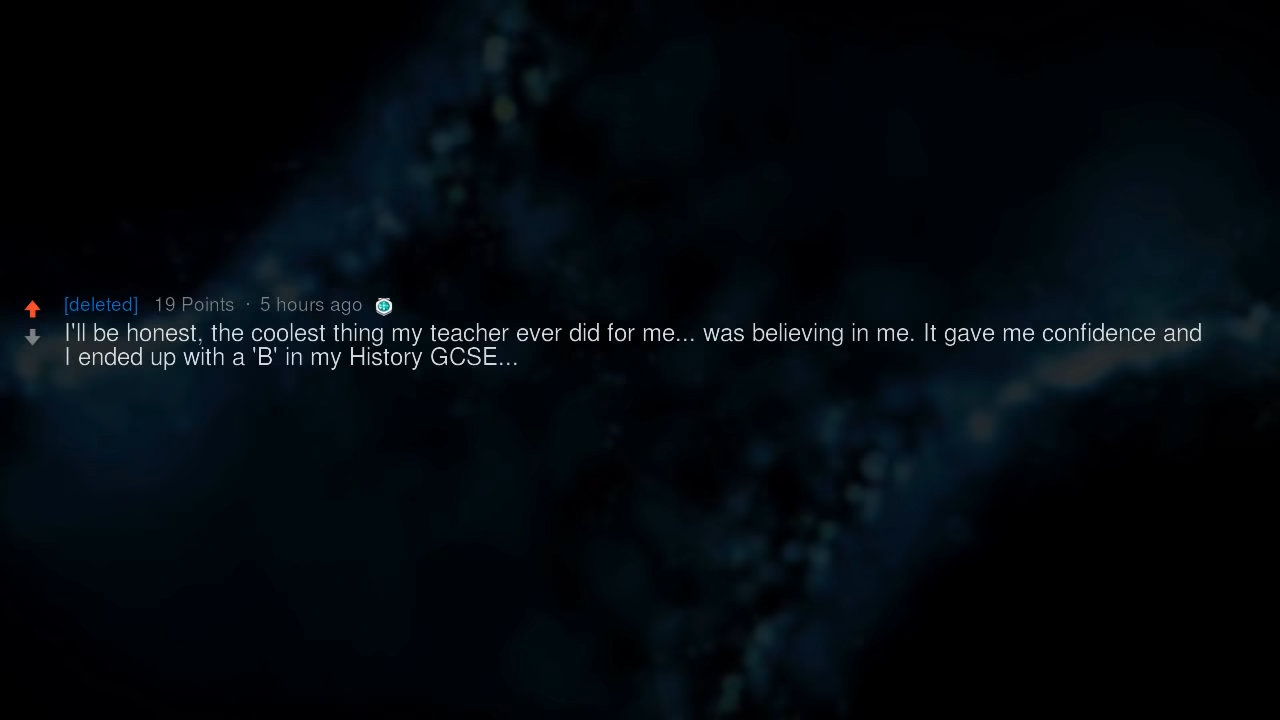 [deleted] 19 Points · 5 hours ago
I'll be honest, the coolest thing my teacher ever did for me... was believing in me. It gave me confidence and
I ended up with a 'B' in my History GCSE...